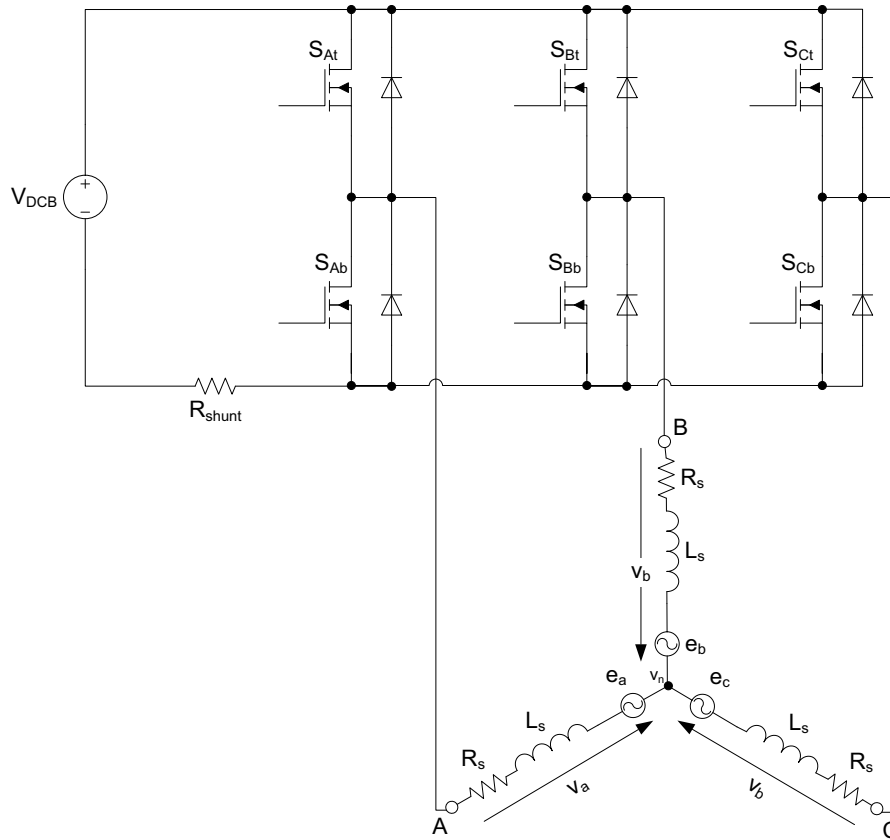 S_At
S_Bt
S_Ct
V_DCB
+
−
S_Ab
S_Bb
S_Cb
R_shunt
B
R_s
L_s
v_b
e_b
v_n
e_a
e_c
L_s
L_s
R_s
R_s
v_a
v_b
A
C